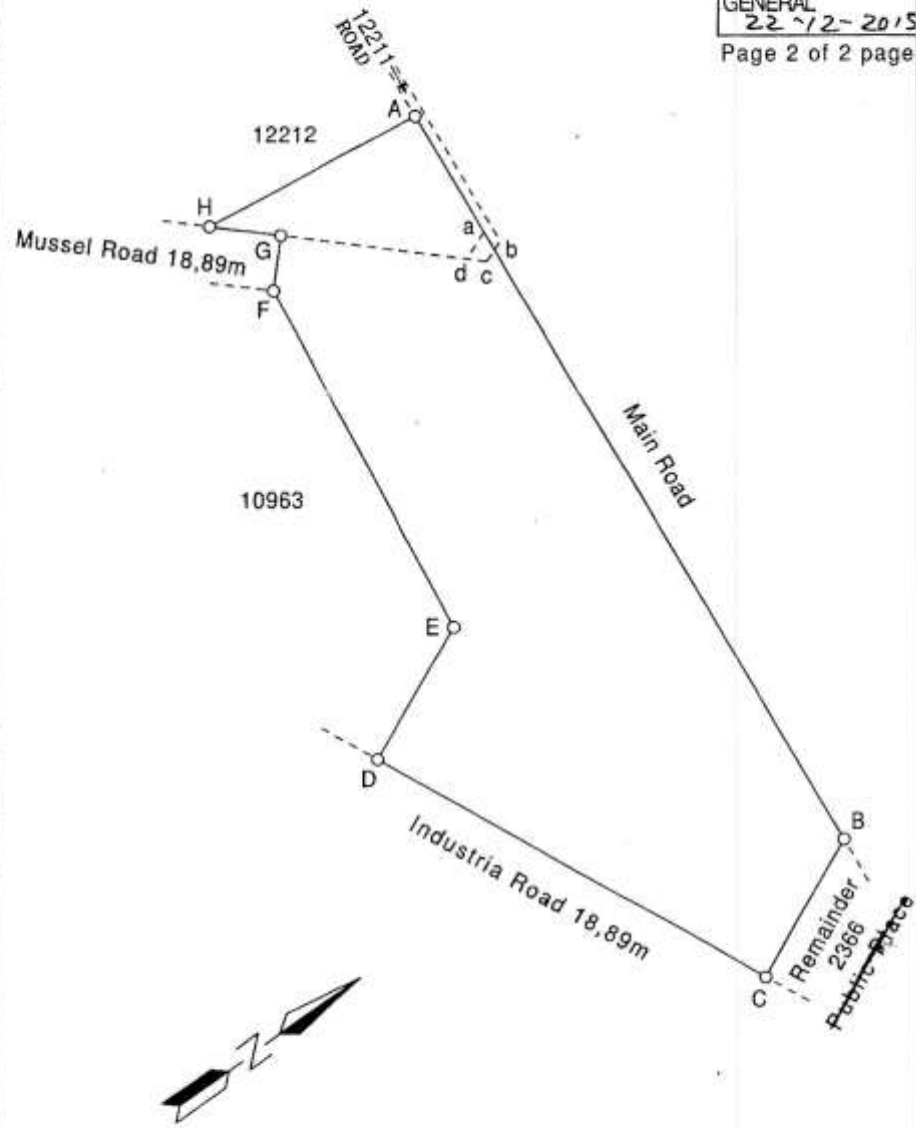 GENERAL
22-12-2015
Page 2 of 2 page
12211
ROAD
A
12212
H
G
Mussel Road 18,89m
F
a
b
c
d
Main Road
10963
E
D
Industria Road 18,89m
B
Remainder
2366
Public Place
C
N